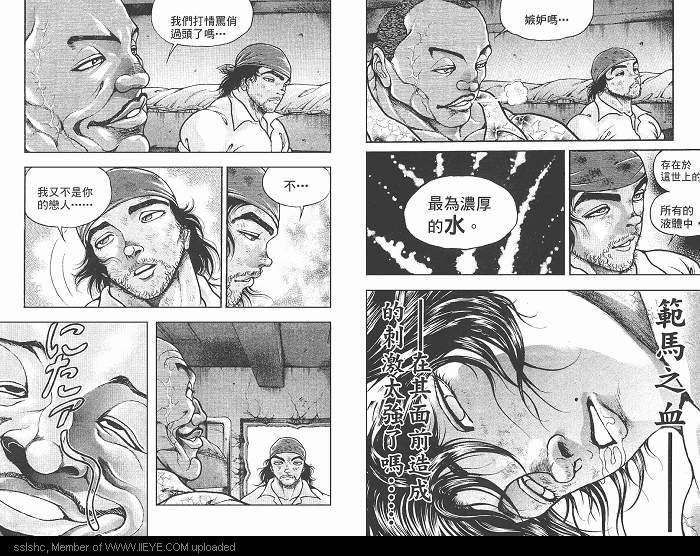 嫉妒嗎…
存在於
這世上的
所有的
液體中，
最為濃厚
的水。
範馬之血——
——在其面前造成
的刺激太強了嗎……
我們打情罵俏
過頭了嗎…
不…
我又不是你
的戀人……
にたァ
sslshc, Member of WWW.IIEYE.COM uploaded